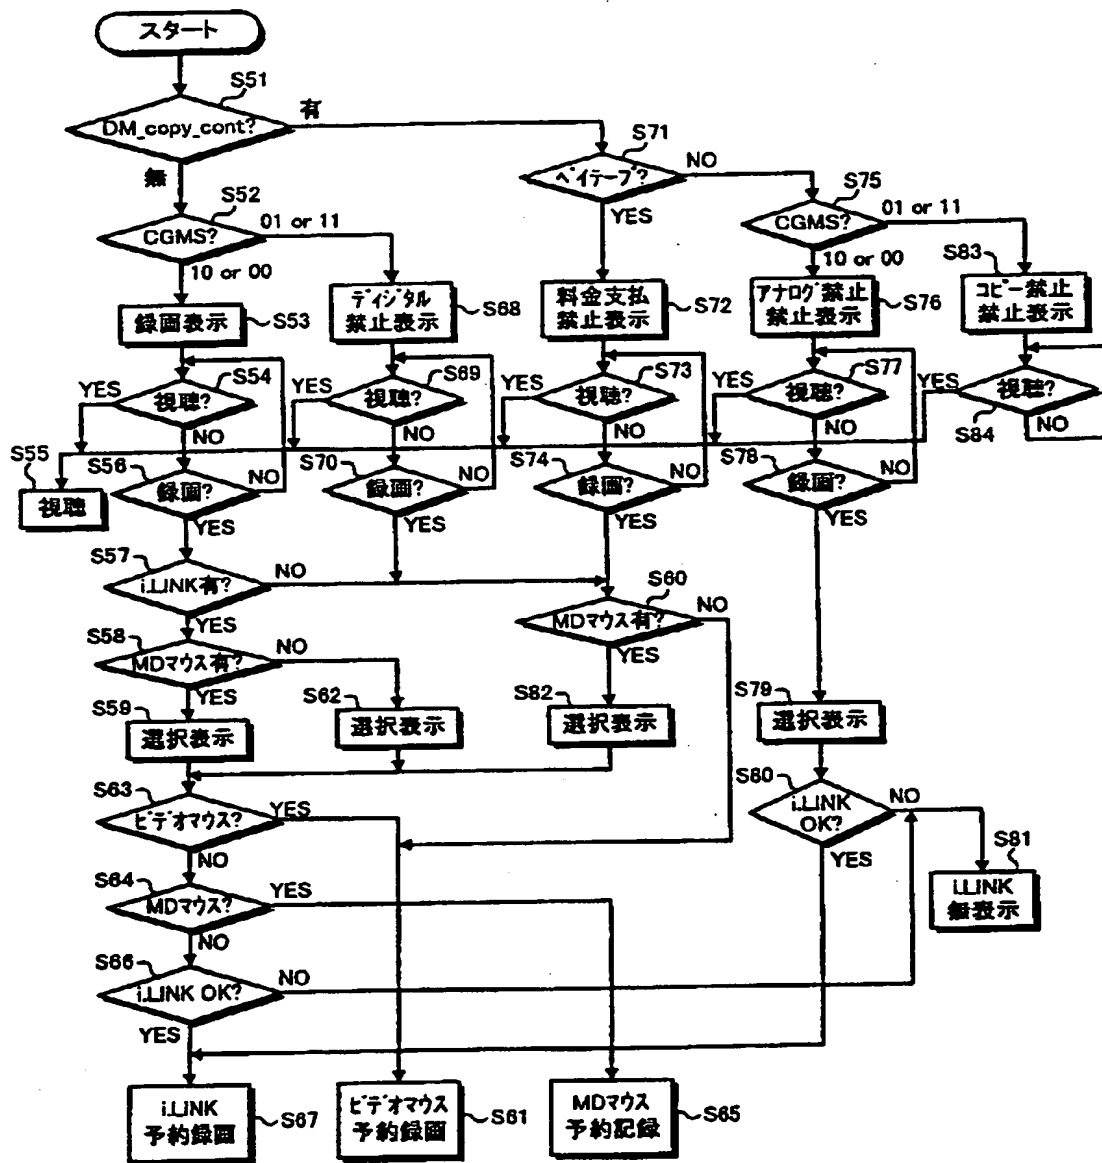 スタート
S51
DM_copy_cont?
有
無
S71
ペイテープ?
NO
YES
S52
CGMS?
01 or 11
10 or 00
S75
CGMS?
01 or 11
10 or 00
録画表示
S53
ディジタル
禁止表示
S68
料金支払
禁止表示
S72
アナログ禁止
禁止表示
S76
S83
コピー禁止
禁止表示
YES
S54
視聴?
NO
YES
S69
視聴?
NO
YES
S73
視聴?
NO
YES
S77
視聴?
NO
YES
視聴?
S84
NO
S55
視聴
S56
録画?
NO
YES
S70
録画?
NO
YES
S74
録画?
NO
YES
S78
録画?
NO
YES
S57
i.LINK有?
NO
YES
S60
MDマウス有?
NO
YES
S58
MDマウス有?
NO
YES
S59
選択表示
S62
選択表示
S82
選択表示
S79
選択表示
S63
ビデオマウス?
YES
NO
S80
i.LINK
OK?
NO
YES
S81
i.LINK
無表示
S64
MDマウス?
YES
NO
S66
i.LINK OK?
NO
YES
i.LINK
予約録画
S67
ビデオマウス
予約録画
S61
MDマウス
予約記録
S65